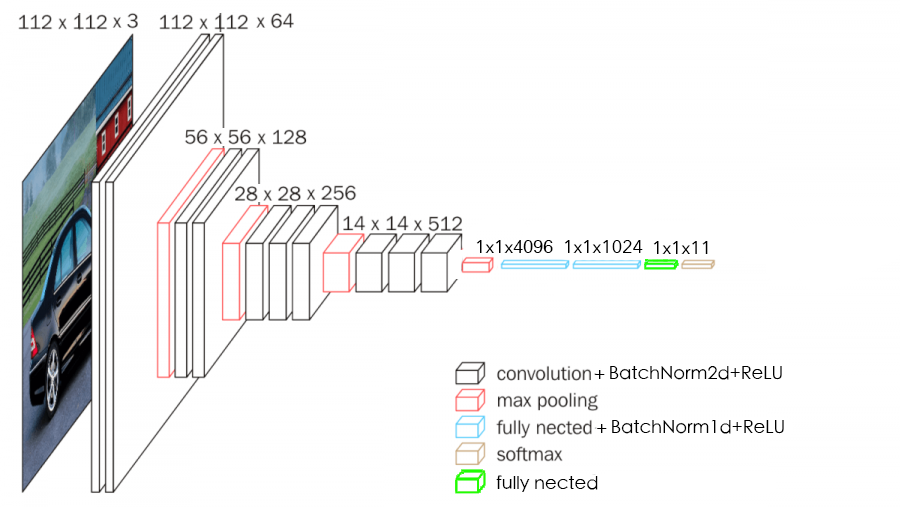 112 x 112 x 3
112 x 112 x 64
56 x 56 x 128
28 x 28 x 256
14 x 14 x 512
1x1x4096
1x1x1024
1x1x11
convolution + BatchNorm2d+ReLU
max pooling
fully nected + BatchNorm1d+ReLU
softmax
fully nected